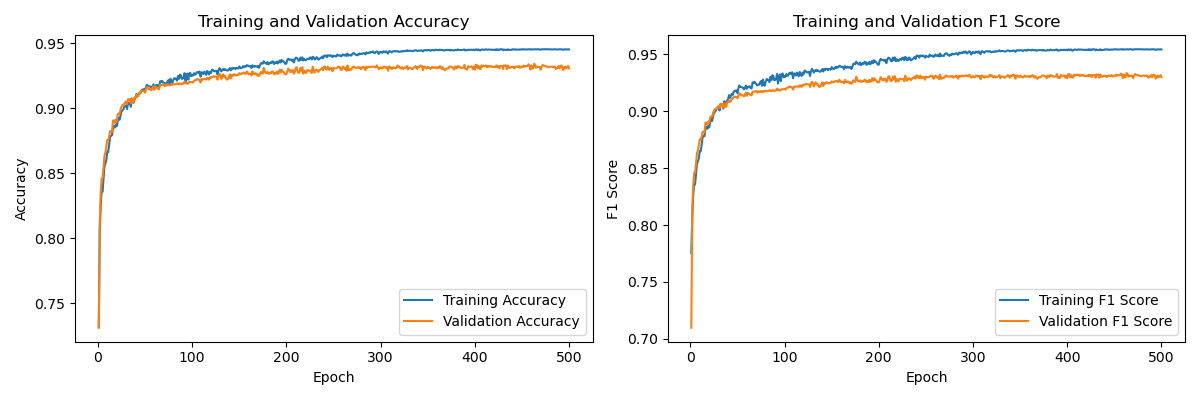 Training and Validation Accuracy
Accuracy
0.95
0.90
0.85
0.80
0.75
0
100
200
300
400
500
Epoch
Training Accuracy
Validation Accuracy
Training and Validation F1 Score
F1 Score
0.95
0.90
0.85
0.80
0.75
0.70
0
100
200
300
400
500
Epoch
Training F1 Score
Validation F1 Score